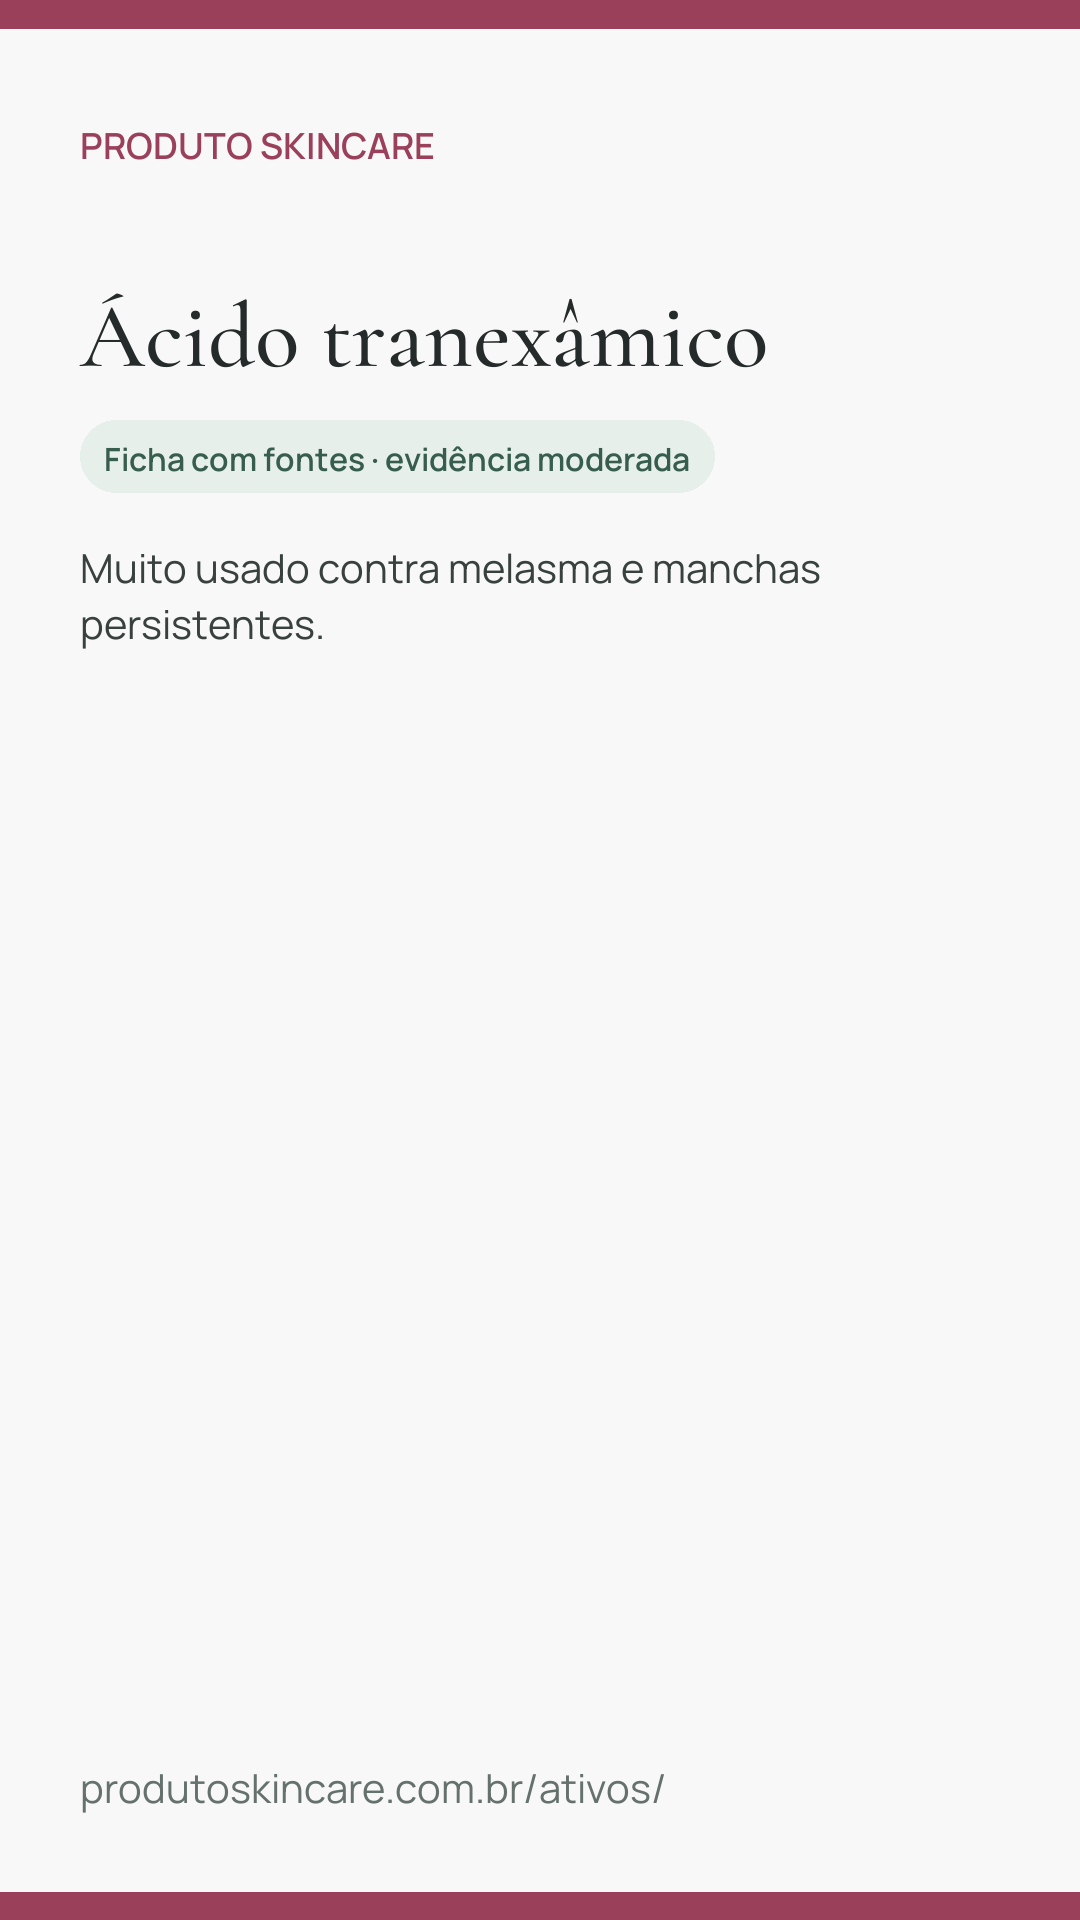 PRODUTO SKINCARE
Ácido tranexâmico
Ficha com fontes · evidência moderada
Muito usado contra melasma e manchas
persistentes.
produtoskincare.com.br/ativos/